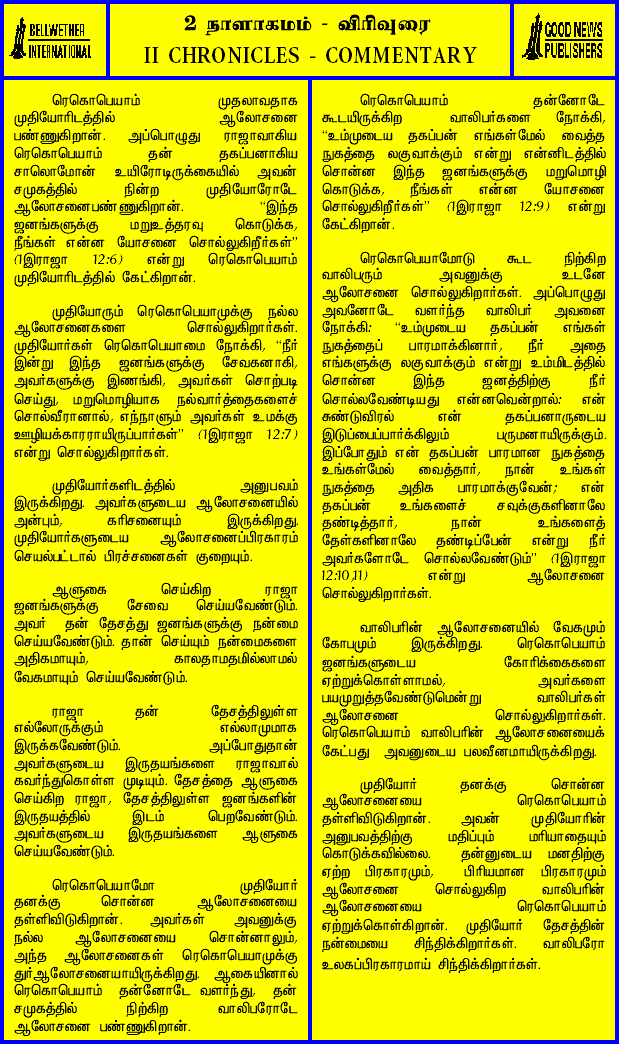 BELLWETHER
INTERNATIONAL
2 நாளாகமம் - விரிவுரை
II CHRONICLES - COMMENTARY
GOOD NEWS
PUBLISHERS
ரெகொபெயாம் முதலாவதாக
முதியோரிடத்தில் ஆலோசனை
பண்ணுகிறான். அப்பொழுது ராஜாவாகிய
ரெகொபெயாம் தன் தகப்பனாகிய
சாலொமோன் உயிரோடிருக்கையில் அவன்
சமுகத்தில் நின்ற முதியோரோடே
ஆலோசனைபண்ணுகிறான். “இந்த
ஜனங்களுக்கு மறுஉத்தரவு கொடுக்க,
நீங்கள் என்ன யோசனை சொல்லுகிறீர்கள்”
(1இராஜா 12:6) என்று ரெகொபெயாம்
முதியோரிடத்தில் கேட்கிறான்.
முதியோரும் ரெகொபெயாமுக்கு நல்ல
ஆலோசனைகளை சொல்லுகிறார்கள்.
முதியோர்கள் ரெகொபெயாமை நோக்கி, “நீர்
இன்று இந்த ஜனங்களுக்கு சேவகனாகி,
அவர்களுக்கு இணங்கி, அவர்கள் சொற்படி
செய்து, மறுமொழியாக நல்வார்த்தைகளைச்
சொல்வீரானால், எந்நாளும் அவர்கள் உமக்கு
ஊழியக்காரராயிருப்பார்கள்” (1இராஜா 12:7)
என்று சொல்லுகிறார்கள்.
முதியோர்களிடத்தில் அனுபவம்
இருக்கிறது. அவர்களுடைய ஆலோசனையில்
அன்பும், கரிசனையும் இருக்கிறது.
முதியோர்களுடைய ஆலோசனைப்பிரகாரம்
செயல்பட்டால் பிரச்சனைகள் குறையும்.
ஆளுகை செய்கிற ராஜா
ஜனங்களுக்கு சேவை செய்யவேண்டும்.
அவர் தன் தேசத்து ஜனங்களுக்கு நன்மை
செய்யவேண்டும். தான் செய்யும் நன்மைகளை
அதிகமாயும், காலதாமதமில்லாமல்
வேகமாயும் செய்யவேண்டும்.
ராஜா தன் தேசத்திலுள்ள
எல்லோருக்கும் எல்லாமுமாக
இருக்கவேண்டும். அப்போதுதான்
அவர்களுடைய இருதயங்களை ராஜாவால்
கவர்ந்துகொள்ள முடியும். தேசத்தை ஆளுகை
செய்கிற ராஜா, தேசத்திலுள்ள ஜனங்களின்
இருதயத்தில் இடம் பெறவேண்டும்.
அவர்களுடைய இருதயங்களை ஆளுகை
செய்யவேண்டும்.
ரெகொபெயாமோ முதியோர்
தனக்கு சொன்ன ஆலோசனையை
தள்ளிவிடுகிறான். அவர்கள் அவனுக்கு
நல்ல ஆலோசனையை சொன்னாலும்,
அந்த ஆலோசனைகள் ரெகொபெயாமுக்கு
துர்ஆலோசனையாயிருக்கிறது. ஆகையினால்
ரெகொபெயாம் தன்னோடே வளர்ந்து, தன்
சமுகத்தில் நிற்கிற வாலிபரோடே
ஆலோசனை பண்ணுகிறான்.
ரெகொபெயாம் தன்னோடே
கூடயிருக்கிற வாலிபர்களை நோக்கி,
“உம்முடைய தகப்பன் எங்கள்மேல் வைத்த
நுகத்தை லகுவாக்கும் என்று என்னிடத்தில்
சொன்ன இந்த ஜனங்களுக்கு மறுமொழி
கொடுக்க, நீங்கள் என்ன யோசனை
சொல்லுகிறீர்கள்” (1இராஜா 12:9) என்று
கேட்கிறான்.
ரெகொபெயாமோடு கூட நிற்கிற
வாலிபரும் அவனுக்கு உடனே
ஆலோசனை சொல்லுகிறார்கள். அப்பொழுது
அவனோடே வளர்ந்த வாலிபர் அவனை
நோக்கி: “உம்முடைய தகப்பன் எங்கள்
நுகத்தைப் பாரமாக்கினார், நீர் அதை
எங்களுக்கு லகுவாக்கும் என்று உம்மிடத்தில்
சொன்ன இந்த ஜனத்திற்கு நீர்
சொல்லவேண்டியது என்னவென்றால்: என்
சுண்டுவிரல் என் தகப்பனாருடைய
இடுப்பைப்பார்க்கிலும் பருமனாயிருக்கும்.
இப்போதும் என் தகப்பன் பாரமான நுகத்தை
உங்கள்மேல் வைத்தார், நான் உங்கள்
நுகத்தை அதிக பாரமாக்குவேன்; என்
தகப்பன் உங்களைச் சவுக்குகளினாலே
தண்டித்தார், நான் உங்களைத்
தேள்களினாலே தண்டிப்பேன் என்று நீர்
அவர்களோடே சொல்லவேண்டும்” (1இராஜா
12:10,11) என்று ஆலோசனை
சொல்லுகிறார்கள்.
வாலிபரின் ஆலோசனையில் வேகமும்
கோபமும் இருக்கிறது. ரெகொபெயாம்
ஜனங்களுடைய கோரிக்கைகளை
ஏற்றுக்கொள்ளாமல், அவர்களை
பயமுறுத்தவேண்டுமென்று வாலிபர்கள்
ஆலோசனை சொல்லுகிறார்கள்.
ரெகொபெயாம் வாலிபரின் ஆலோசனையைக்
கேட்பது அவனுடைய பலவீனமாயிருக்கிறது.
முதியோர் தனக்கு சொன்ன
ஆலோசனையை ரெகொபெயாம்
தள்ளிவிடுகிறான். அவன் முதியோரின்
அனுபவத்திற்கு மதிப்பும் மரியாதையும்
கொடுக்கவில்லை. தன்னுடைய மனதிற்கு
ஏற்ற பிரகாரமும், பிரியமான பிரகாரமும்
ஆலோசனை சொல்லுகிற வாலிபரின்
ஆலோசனையை ரெகொபெயாம்
ஏற்றுக்கொள்கிறான். முதியோர் தேசத்தின்
நன்மையை சிந்திக்கிறார்கள். வாலிபரோ
உலகப்பிரகாரமாய் சிந்திக்கிறார்கள்.